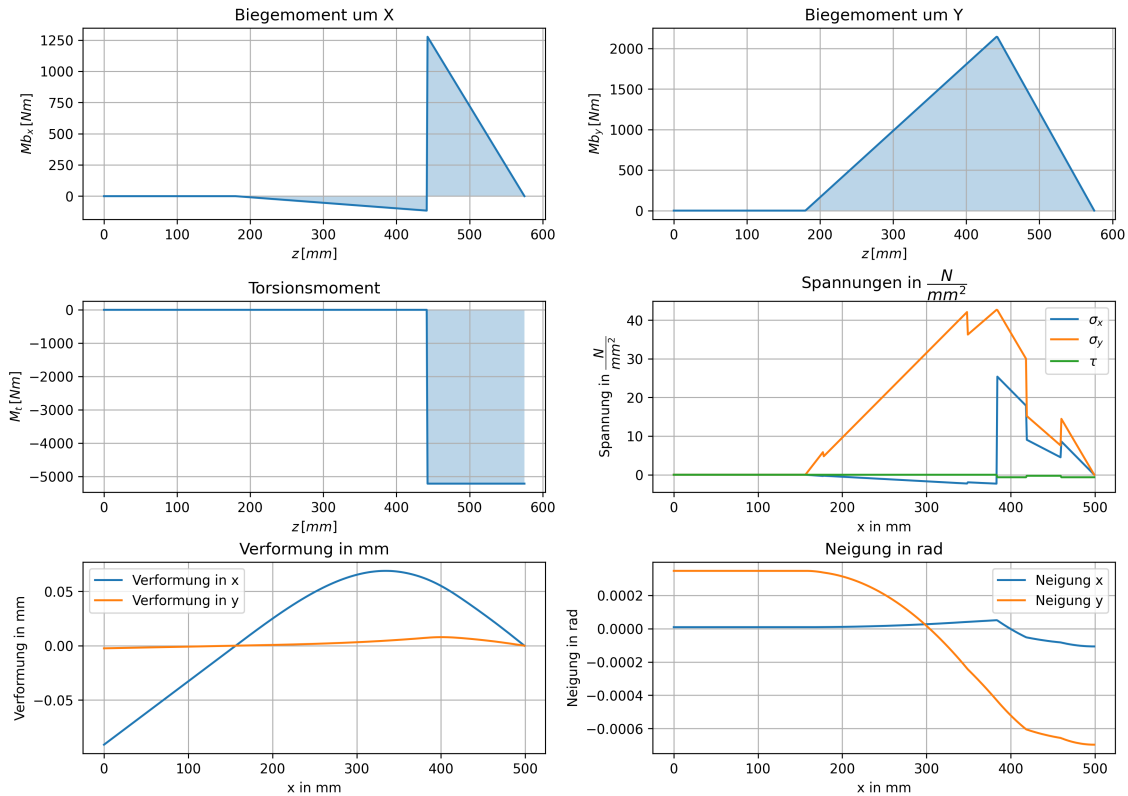 Biegemoment um X
Mb_x [Nm]
1250
1000
750
500
250
0
0 100 200 300 400 500 600
z [mm]
Biegemoment um Y
Mb_y [Nm]
2000
1500
1000
500
0
0 100 200 300 400 500 600
z [mm]
Torsionsmoment
M_t [Nm]
0
−1000
−2000
−3000
−4000
−5000
0 100 200 300 400 500 600
z [mm]
Spannungen in N/mm²
Spannung in N/mm²
40
30
20
10
0
σ_x
σ_y
τ
0 100 200 300 400 500
x in mm
Verformung in mm
Verformung in mm
0.05
0.00
−0.05
Verformung in x
Verformung in y
0 100 200 300 400 500
x in mm
Neigung in rad
Neigung in rad
0.0002
0.0000
−0.0002
−0.0004
−0.0006
Neigung x
Neigung y
0 100 200 300 400 500
x in mm